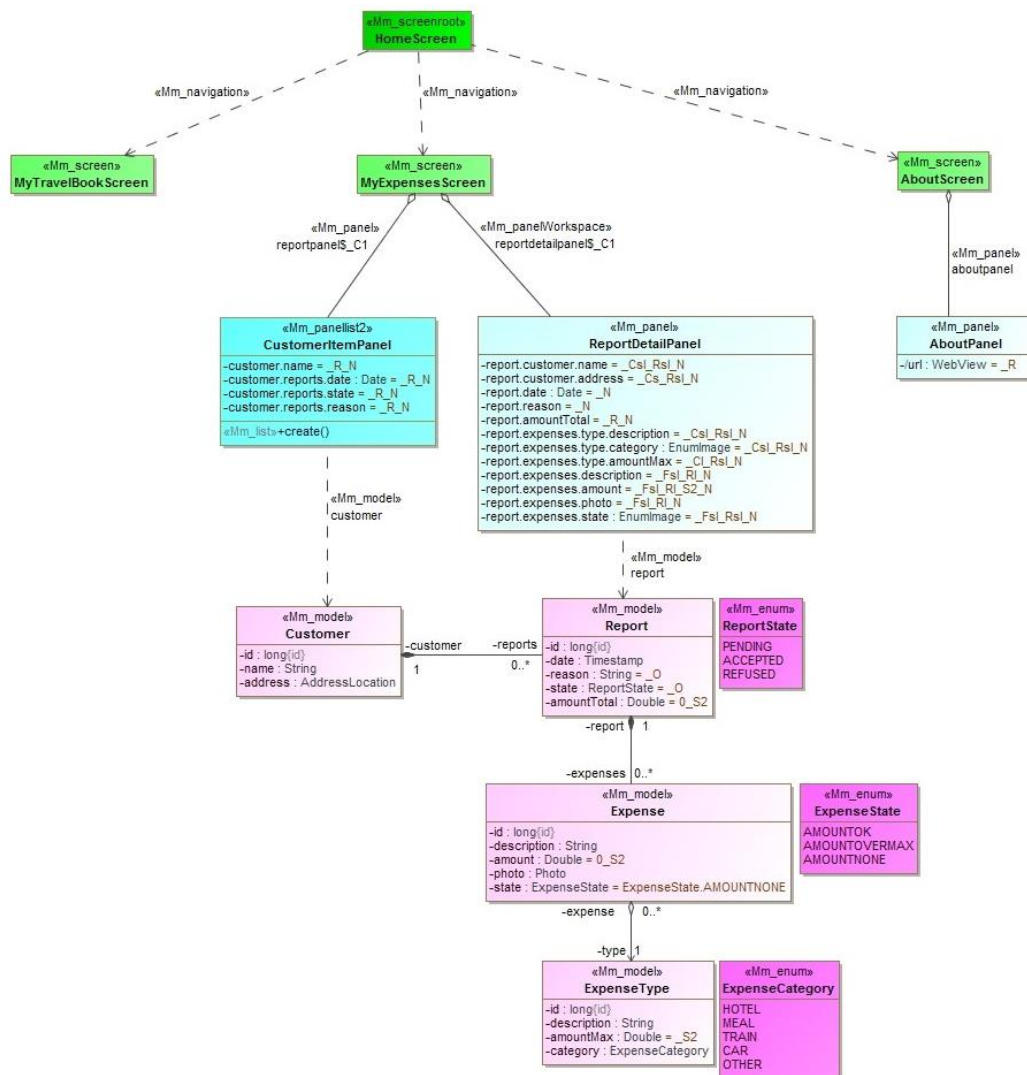 «Mm_screenroot»
HomeScreen
«Mm_navigation»
«Mm_navigation»
«Mm_navigation»
«Mm_screen»
MyTravelBookScreen
«Mm_screen»
MyExpensesScreen
«Mm_screen»
AboutScreen
«Mm_panel»
reportpanel$_C1
«Mm_panelWorkspace»
reportdetailpanel$_C1
«Mm_panel»
aboutpanel
«Mm_panellist2»
CustomerItemPanel
-customer.name = _R_N
-customer.reports.date : Date = _R_N
-customer.reports.state = _R_N
-customer.reports.reason = _R_N
«Mm_list»+create()
«Mm_panel»
ReportDetailPanel
-report.customer.name = _Csl_Rsl_N
-report.customer.address = _Cs_Rsl_N
-report.date : Date = _N
-report.reason = _N
-report.amountTotal = _R_N
-report.expenses.type.description = _Csl_Rsl_N
-report.expenses.type.category : EnumImage = _Csl_Rsl_N
-report.expenses.type.amountMax = _Cl_Rsl_N
-report.expenses.description = _Fsl_Rl_N
-report.expenses.amount = _Fsl_Rl_S2_N
-report.expenses.photo = _Fsl_Rl_N
-report.expenses.state : EnumImage = _Fsl_Rsl_N
«Mm_panel»
AboutPanel
-/url : WebView = _R
«Mm_model»
customer
«Mm_model»
report
«Mm_model»
Customer
-id : long{id}
-name : String
-address : AddressLocation
-customer
1
-reports
0..*
«Mm_model»
Report
-id : long{id}
-date : Timestamp
-reason : String = _O
-state : ReportState = _O
-amountTotal : Double = 0_S2
«Mm_enum»
ReportState
PENDING
ACCEPTED
REFUSED
-report 1
-expenses 0..*
«Mm_model»
Expense
-id : long{id}
-description : String
-amount : Double = 0_S2
-photo : Photo
-state : ExpenseState = ExpenseState.AMOUNTNONE
«Mm_enum»
ExpenseState
AMOUNTOK
AMOUNTOVERMAX
AMOUNTNONE
-expense 0..*
-type 1
«Mm_model»
ExpenseType
-id : long{id}
-description : String
-amountMax : Double = _S2
-category : ExpenseCategory
«Mm_enum»
ExpenseCategory
HOTEL
MEAL
TRAIN
CAR
OTHER